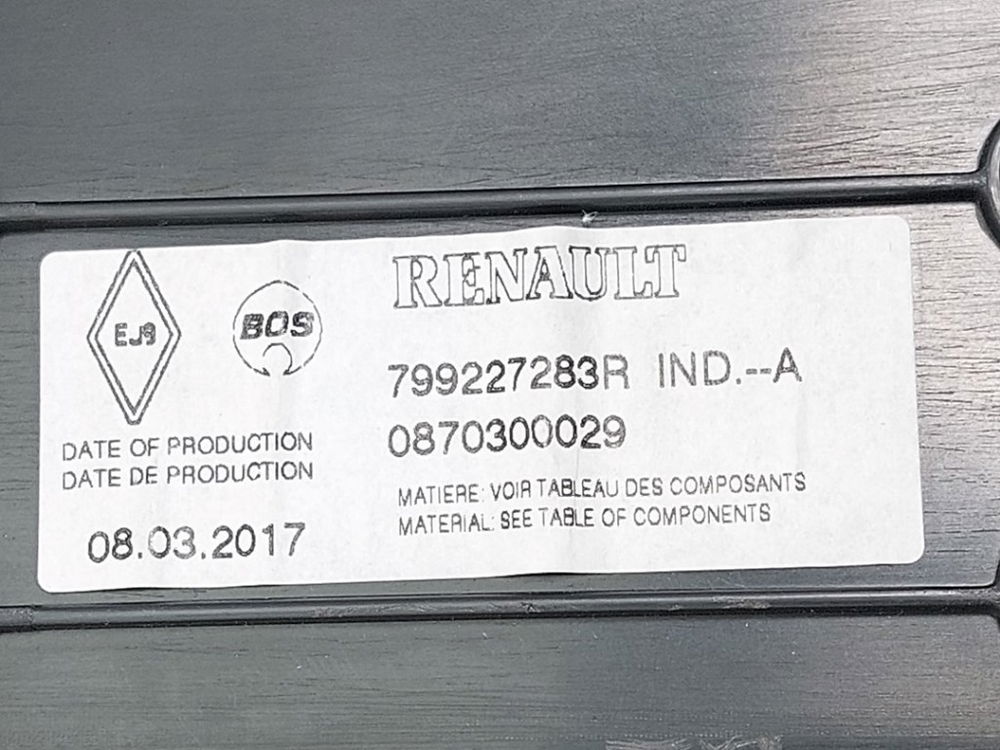 EJ9
BOS
RENAULT
799227283R IND.--A
0870300029
DATE OF PRODUCTION
DATE DE PRODUCTION
08.03.2017
MATIERE: VOIR TABLEAU DES COMPOSANTS
MATERIAL: SEE TABLE OF COMPONENTS